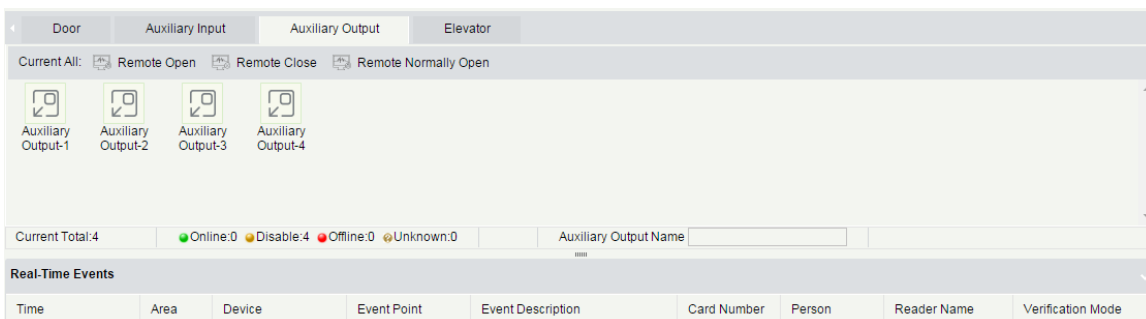 Door Auxiliary Input Auxiliary Output Elevator
Current All: Remote Open Remote Close Remote Normally Open
Auxiliary Output-1 Auxiliary Output-2 Auxiliary Output-3 Auxiliary Output-4
Current Total:4 Online:0 Disable:4 Offline:0 Unknown:0 Auxiliary Output Name
Real-Time Events
Time Area Device Event Point Event Description Card Number Person Reader Name Verification Mode